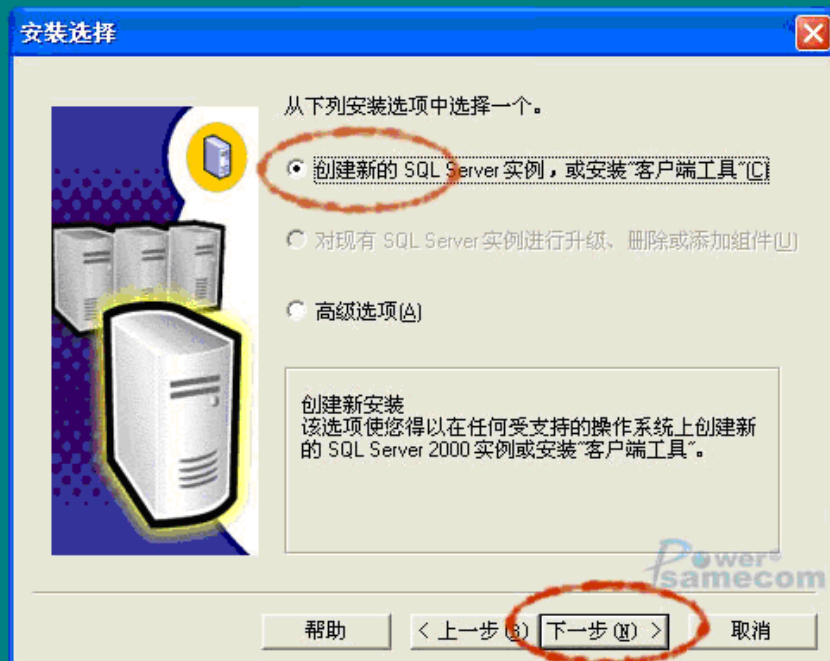 安装选择
从下列安装选项中选择一个。
创建新的 SQL Server 实例，或安装"客户端工具"(C)
对现有 SQL Server 实例进行升级、删除或添加组件(U)
高级选项(A)
创建新安装
该选项使您得以在任何受支持的操作系统上创建新
的 SQL Server 2000 实例或安装"客户端工具"。
Power®
samecom
帮助
< 上一步(B)
下一步(N) >
取消